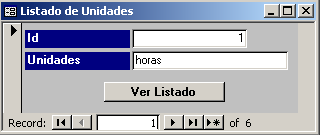 Listado de Unidades
Id 1
Unidades horas
Ver Listado
Record: 1 of 6